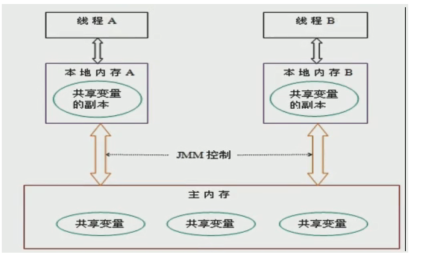 线程 A
线程 B
本地内存 A
本地内存 B
共享变量
的副本
共享变量
的副本
JMM 控制
主内存
共享变量
共享变量
共享变量